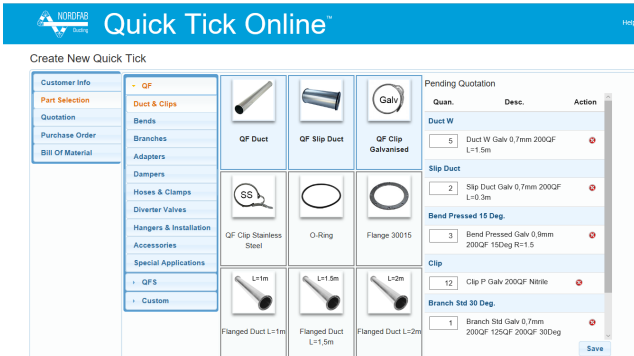 NORDFAB
Ducting
Quick Tick Online™
Help
Create New Quick Tick
Customer Info
Part Selection
Quotation
Purchase Order
Bill Of Material
- QF
Duct & Clips
Bends
Branches
Adapters
Dampers
Hoses & Clamps
Diverter Valves
Hangers & Installation
Accessories
Special Applications
› QFS
› Custom
QF Duct
QF Slip Duct
Galv
QF Clip
Galvanised
SS
QF Clip Stainless
Steel
O-Ring
Flange 30015
L=1m
Flanged Duct L=1m
L=1.5m
Flanged Duct
L=1,5m
L=2m
Flanged Duct L=2m
Pending Quotation
Quan. Desc. Action
Duct W
5 Duct W Galv 0,7mm 200QF
L=1.5m
Slip Duct
2 Slip Duct Galv 0,7mm 200QF
L=0.3m
Bend Pressed 15 Deg.
3 Bend Pressed Galv 0,9mm
200QF 15Deg R=1.5
Clip
12 Clip P Galv 200QF Nitrile
Branch Std 30 Deg.
1 Branch Std Galv 0,7mm
200QF 125QF 200QF 30Deg
Save